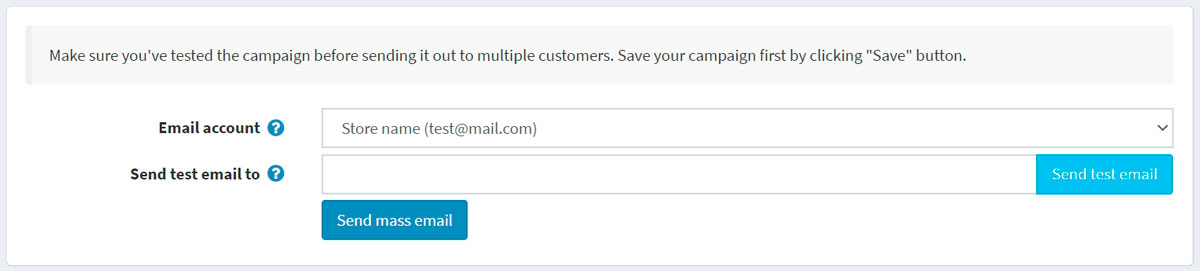 Make sure you've tested the campaign before sending it out to multiple customers. Save your campaign first by clicking "Save" button.
Email account ?
Store name (test@mail.com)
Send test email to ?
Send test email
Send mass email